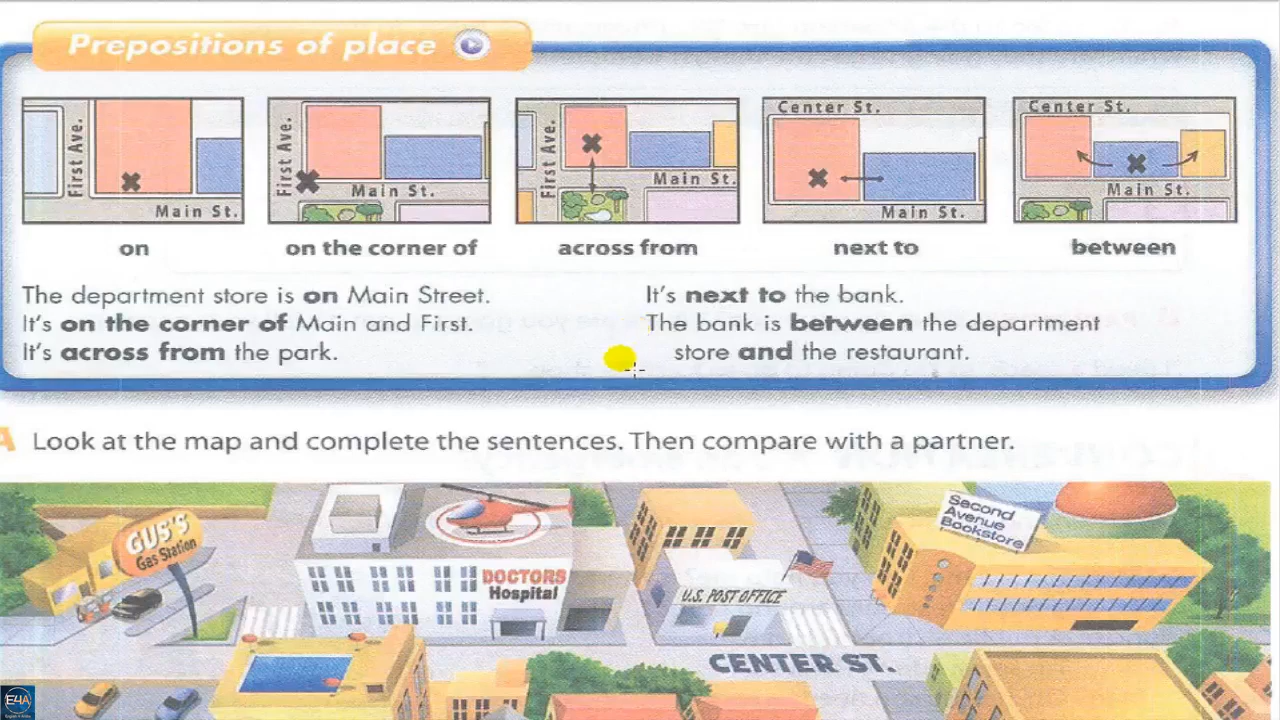 Prepositions of place
First Ave.
Main St.
First Ave.
Main St.
First Ave.
Main St.
Center St.
Main St.
Center St.
Main St.
on
on the corner of
across from
next to
between
The department store is on Main Street.
It's on the corner of Main and First.
It's across from the park.
It's next to the bank.
The bank is between the department
store and the restaurant.
A Look at the map and complete the sentences. Then compare with a partner.
GUS'S
Gas Station
DOCTORS
Hospital
U.S. POST OFFICE
Second
Avenue
Bookstore
CENTER ST.
E4A